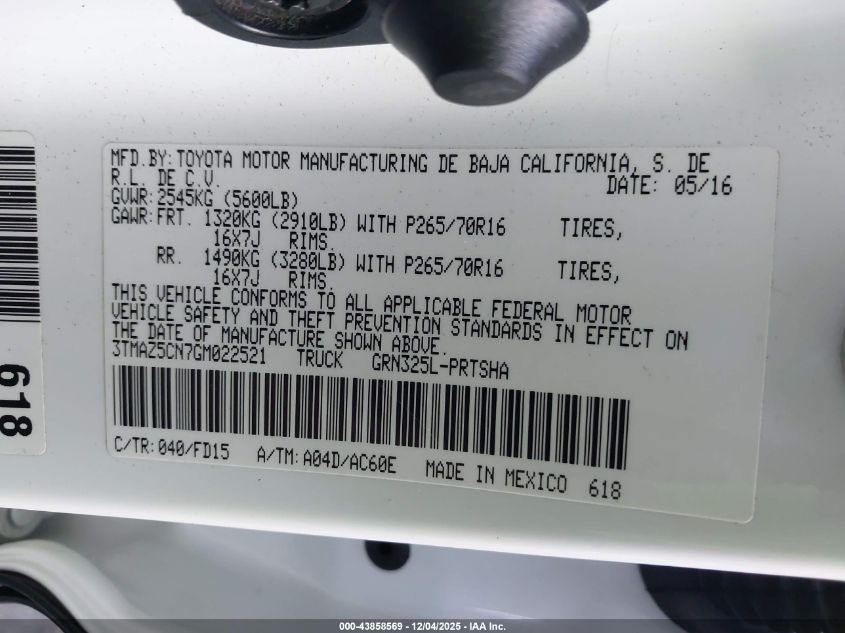 MFD.BY:TOYOTA MOTOR MANUFACTURING DE BAJA CALIFORNIA, S. DE
R.L. DE C.V. DATE: 05/16
GVWR:2545KG (5600LB)
GAWR:FRT. 1320KG (2910LB) WITH P265/70R16 TIRES,
16X7J RIMS.
RR. 1490KG (3280LB) WITH P265/70R16 TIRES,
16X7J RIMS.
THIS VEHICLE CONFORMS TO ALL APPLICABLE FEDERAL MOTOR
VEHICLE SAFETY AND THEFT PREVENTION STANDARDS IN EFFECT ON
THE DATE OF MANUFACTURE SHOWN ABOVE.
3TMAZ5CN7GM022521 TRUCK GRN325L-PRTSHA
C/TR:040/FD15 A/TM:A04D/AC60E MADE IN MEXICO 618
618
000-43858569 - 12/04/2025 - IAA Inc.